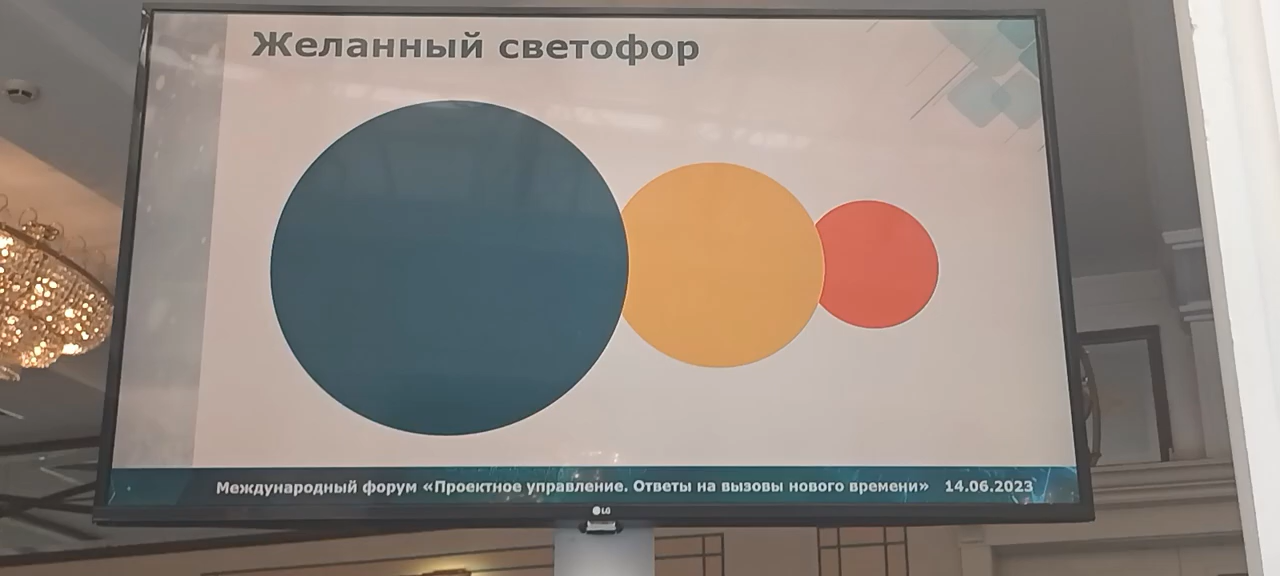 Желанный светофор
Международный форум «Проектное управление. Ответы на вызовы нового времени» 14.06.2023
LG